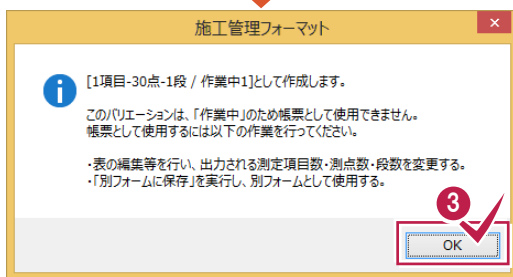 施工管理フォーマット
×
[1項目-30点-1段 / 作業中1]として作成します。
このバリエーションは、「作業中」のため帳票として使用できません。
帳票として使用するには以下の作業を行ってください。
・表の編集等を行い、出力される測定項目数・測点数・段数を変更する。
・「別フォームに保存」を実行し、別フォームとして使用する。
3
OK